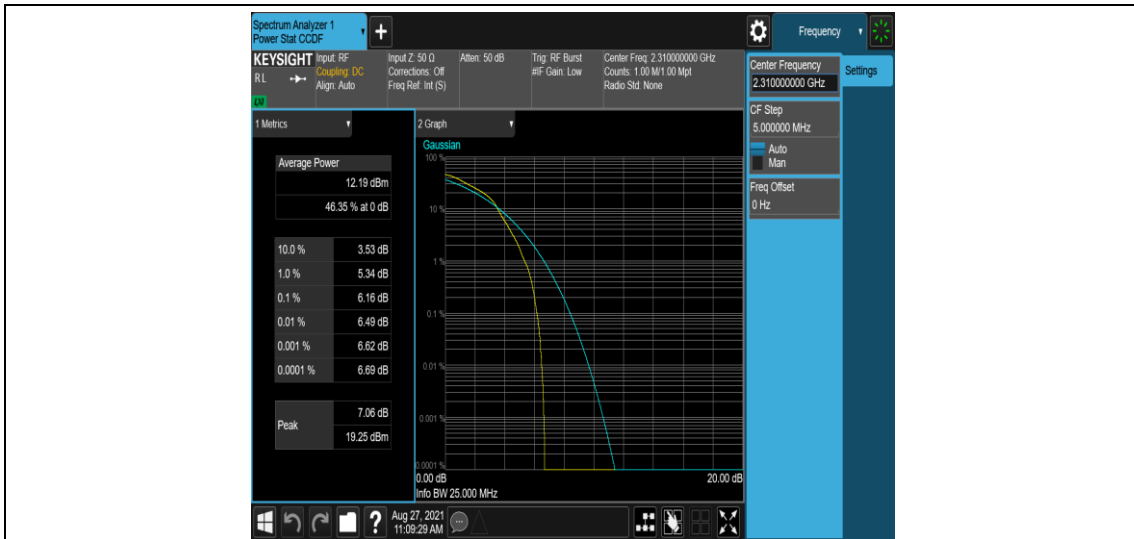 Spectrum Analyzer 1
Power Stat CCDF
Frequency
KEYSIGHT
RL
LXI
Input: RF
Coupling: DC
Align: Auto
Input Z: 50 Ω
Corrections: Off
Freq Ref: Int (S)
Atten: 50 dB
Trig: RF Burst
#IF Gain: Low
Center Freq: 2.310000000 GHz
Counts: 1.00 M/1.00 Mpt
Radio Std: None
Center Frequency
2.310000000 GHz
Settings
CF Step
5.000000 MHz
Auto
Man
Freq Offset
0 Hz
1 Metrics
Average Power
12.19 dBm
46.35 % at 0 dB
10.0 % 3.53 dB
1.0 % 5.34 dB
0.1 % 6.16 dB
0.01 % 6.49 dB
0.001 % 6.62 dB
0.0001 % 6.69 dB
Peak
7.06 dB
19.25 dBm
2 Graph
Gaussian
100 %
10 %
1 %
0.1 %
0.01 %
0.001 %
0.0001 %
0.00 dB 20.00 dB
Info BW 25.000 MHz
?
Aug 27, 2021
11:09:29 AM